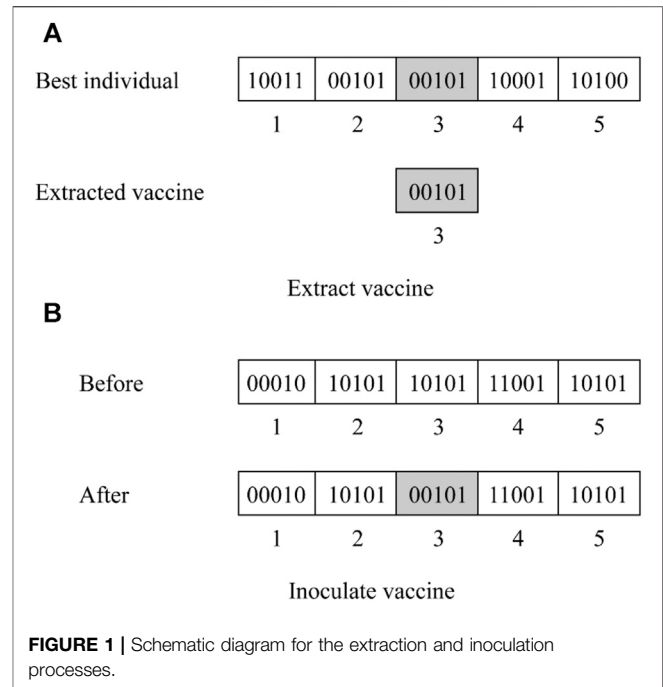 A
Best individual 10011 00101 00101 10001 10100
1 2 3 4 5
Extracted vaccine 00101
3
Extract vaccine
B
Before 00010 10101 10101 11001 10101
1 2 3 4 5
After 00010 10101 00101 11001 10101
1 2 3 4 5
Inoculate vaccine
FIGURE 1 | Schematic diagram for the extraction and inoculation
processes.